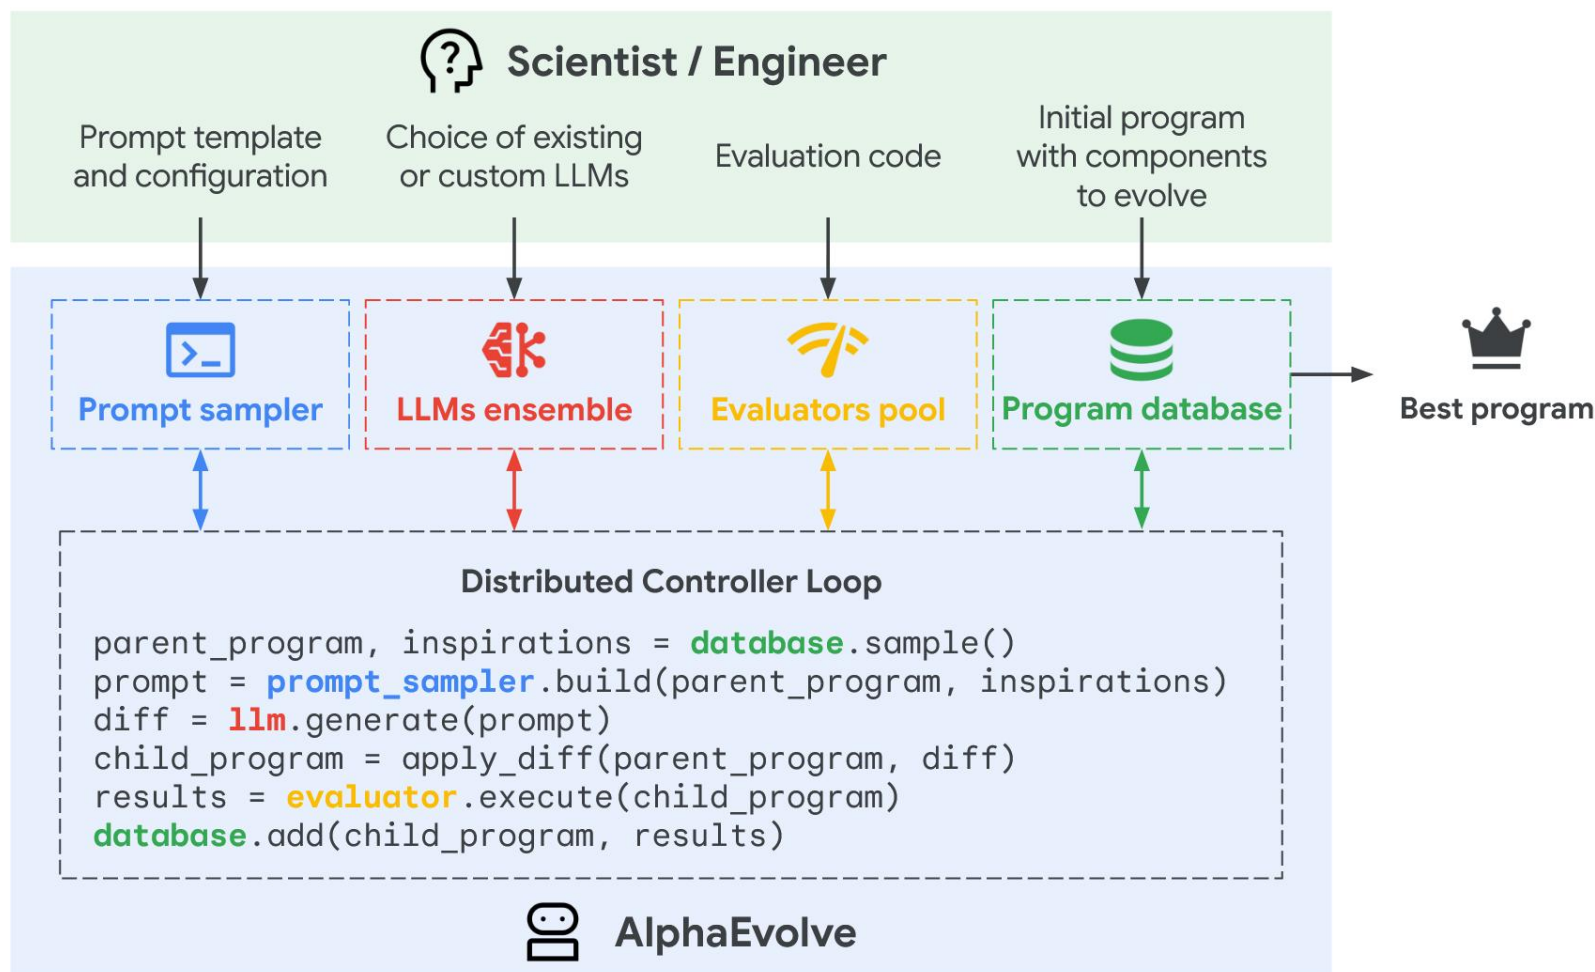 Scientist / Engineer
Prompt template
and configuration
Choice of existing
or custom LLMs
Evaluation code
Initial program
with components
to evolve
Prompt sampler
LLMs ensemble
Evaluators pool
Program database
Best program
Distributed Controller Loop
parent_program, inspirations = database.sample()
prompt = prompt_sampler.build(parent_program, inspirations)
diff = llm.generate(prompt)
child_program = apply_diff(parent_program, diff)
results = evaluator.execute(child_program)
database.add(child_program, results)
AlphaEvolve